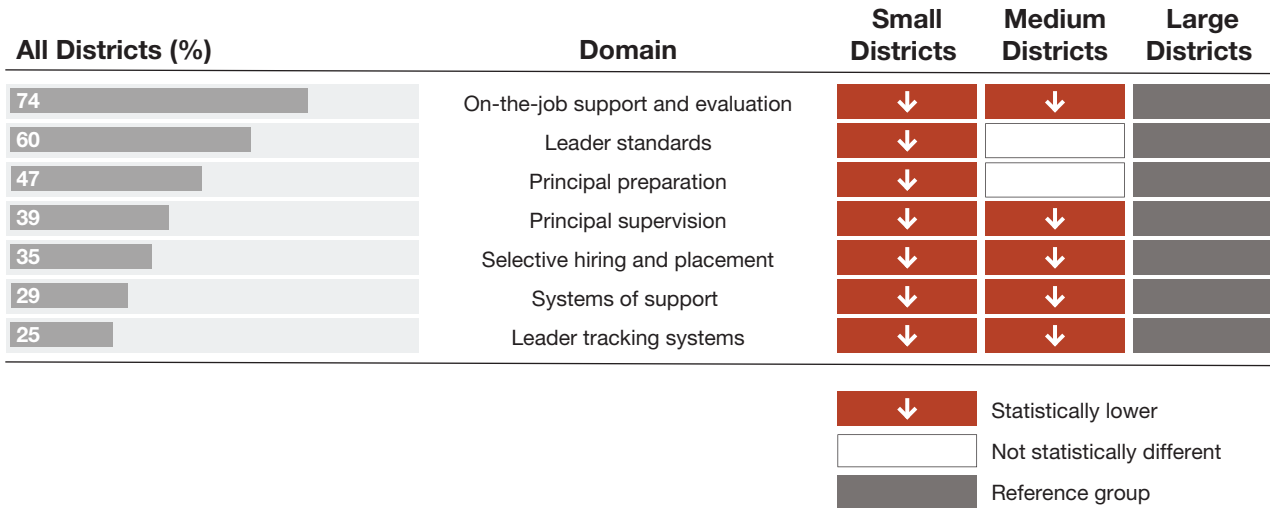 All Districts (%) Domain Small Districts Medium Districts Large Districts
74 On-the-job support and evaluation
60 Leader standards
47 Principal preparation
39 Principal supervision
35 Selective hiring and placement
29 Systems of support
25 Leader tracking systems
Statistically lower
Not statistically different
Reference group